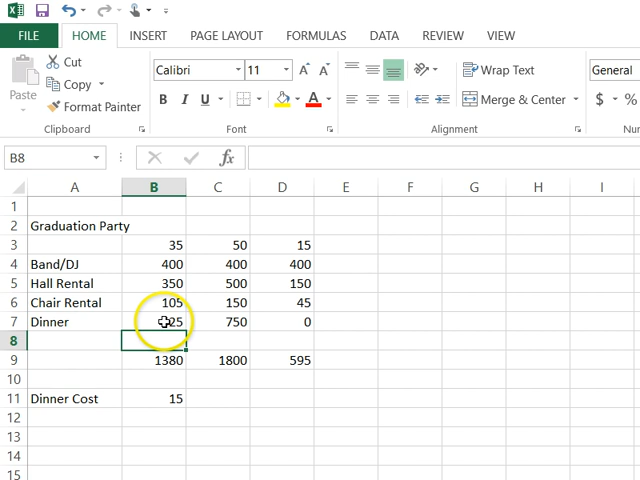 FILE HOME INSERT PAGE LAYOUT FORMULAS DATA REVIEW VIEW
Cut
Copy
Format Painter
Paste
Calibri 11 A A
B I U A
Wrap Text
Merge & Center
General
$ %
Clipboard Font Alignment
B8 fx
A B C D E F G H I
1
2 Graduation Party
3 35 50 15
4 Band/DJ 400 400 400
5 Hall Rental 350 500 150
6 Chair Rental 105 150 45
7 Dinner 25 750 0
8
9 1380 1800 595
10
11 Dinner Cost 15
12
13
14
15